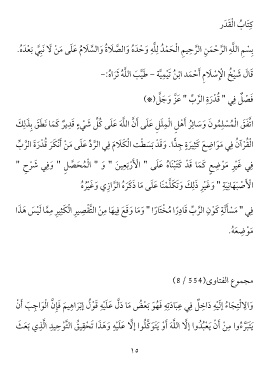 كِتَابُ الْقَدَرِ
بِسْمِ اللَّهِ الرَّحْمَنِ الرَّحِيمِ الْحَمْدُ لِلَّهِ وَحْدَهُ وَالصَّلَاةُ وَالسَّلَامُ عَلَى مَنْ لَا نَبِيَّ بَعْدَهُ.
قَالَ شَيْخُ الْإِسْلَامِ أَحْمَد ابْنُ تَيْمِيَّةَ - طَيَّبَ اللَّهُ ثَرَاهُ:-
فَصْلٌ فِي " قُدْرَةِ الرَّبِّ " عَزَّ وَجَلَّ(*)
اتَّفَقَ الْمُسْلِمُونَ وَسَائِرُ أَهْلِ الْمِلَلِ عَلَى أَنَّ اللَّهَ عَلَى كُلِّ شَيْءٍ قَدِيرٌ كَمَا نَطَقَ بِذَلِكَ
الْقُرْآنُ فِي مَوَاضِعَ كَثِيرَةٍ جِدًّا. وَقَدْ بَسَطْت الْكَلَامَ فِي الرَّدِّ عَلَى مَنْ أَنْكَرَ قُدْرَةَ الرَّبِّ
فِي غَيْرِ مَوْضِعٍ كَمَا قَدْ كَتَبْنَاهُ عَلَى " الْأَرْبَعِينَ " وَ " الْمُحَصِّلِ " وَفِي شَرْحِ "
الْأَصْبَهَانِيَّةِ " وَغَيْرِ ذَلِكَ وَتَكَلَّمْنَا عَلَى مَا ذَكَرَهُ الرَّازِي وَغَيْرُهُ
فِي " مَسْأَلَةِ كَوْنِ الرَّبِّ قَادِرًا مُخْتَارًا " وَمَا وَقَعَ فِيهَا مِنْ التَّقْصِيرِ الْكَثِيرِ مِمَّا لَيْسَ هَذَا
مَوْضِعَهُ.
مجموع الفتاوى(554 / 8)
وَالِالْتِجَاءُ إلَيْهِ دَاخِلٌ فِي عِبَادَتِهِ فَهُوَ بَعْضُ مَا دَلَّ عَلَيْهِ قَوْلُ إبْرَاهِيمَ فَإِنَّ الْوَاجِبَ أَنْ
يَتَبَرَّءُوا مِنْ أَنْ يَعْبُدُوا إلَّا اللَّهَ أَوْ يَتَوَكَّلُوا إلَّا عَلَيْهِ وَهَذَا تَحْقِيقُ التَّوْحِيدِ الَّذِي بَعَثَ
١٥